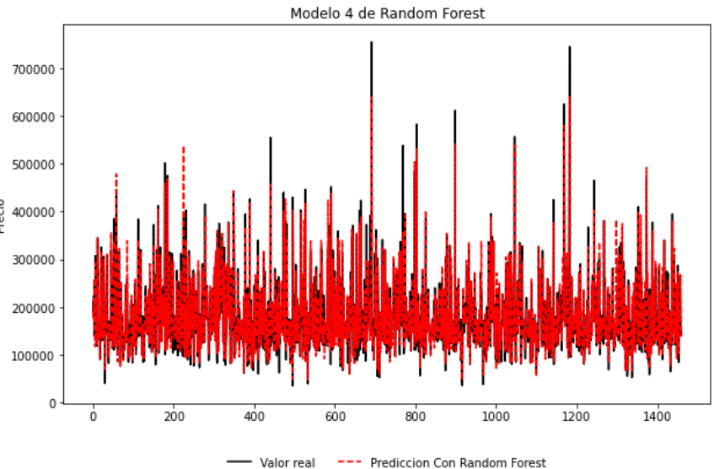 Modelo 4 de Random Forest
Precio
700000
600000
500000
400000
300000
200000
100000
0
0 200 400 600 800 1000 1200 1400
Valor real Prediccion Con Random Forest